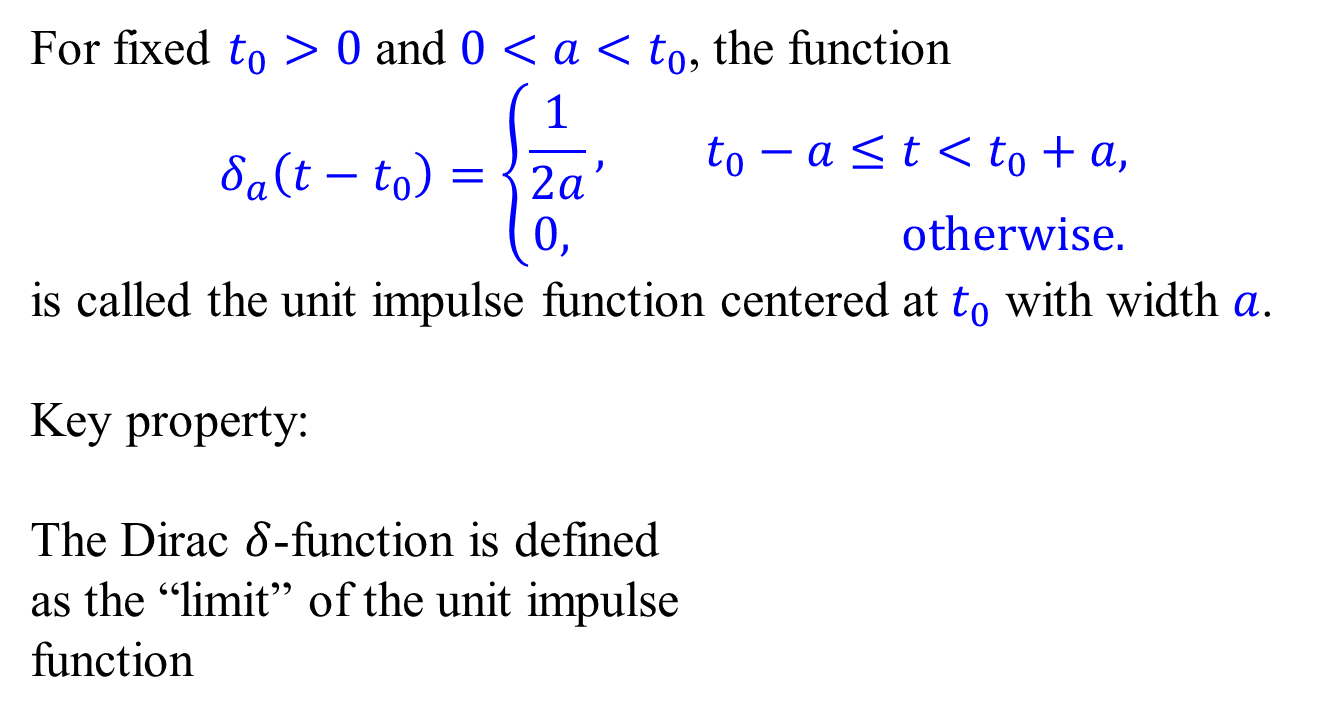 For fixed t₀ > 0 and 0 < a < t₀, the function
δₐ(t − t₀) = { 1/2a, t₀ − a ≤ t < t₀ + a,
0, otherwise.
is called the unit impulse function centered at t₀ with width a.
Key property:
The Dirac δ-function is defined
as the “limit” of the unit impulse
function